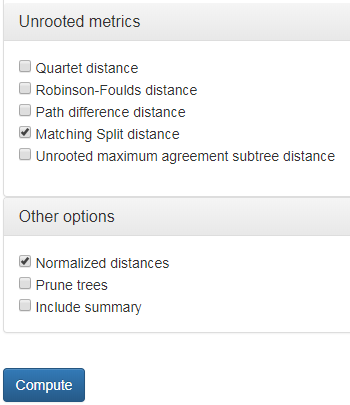 Unrooted metrics
Quartet distance
Robinson-Foulds distance
Path difference distance
Matching Split distance
Unrooted maximum agreement subtree distance
Other options
Normalized distances
Prune trees
Include summary
Compute